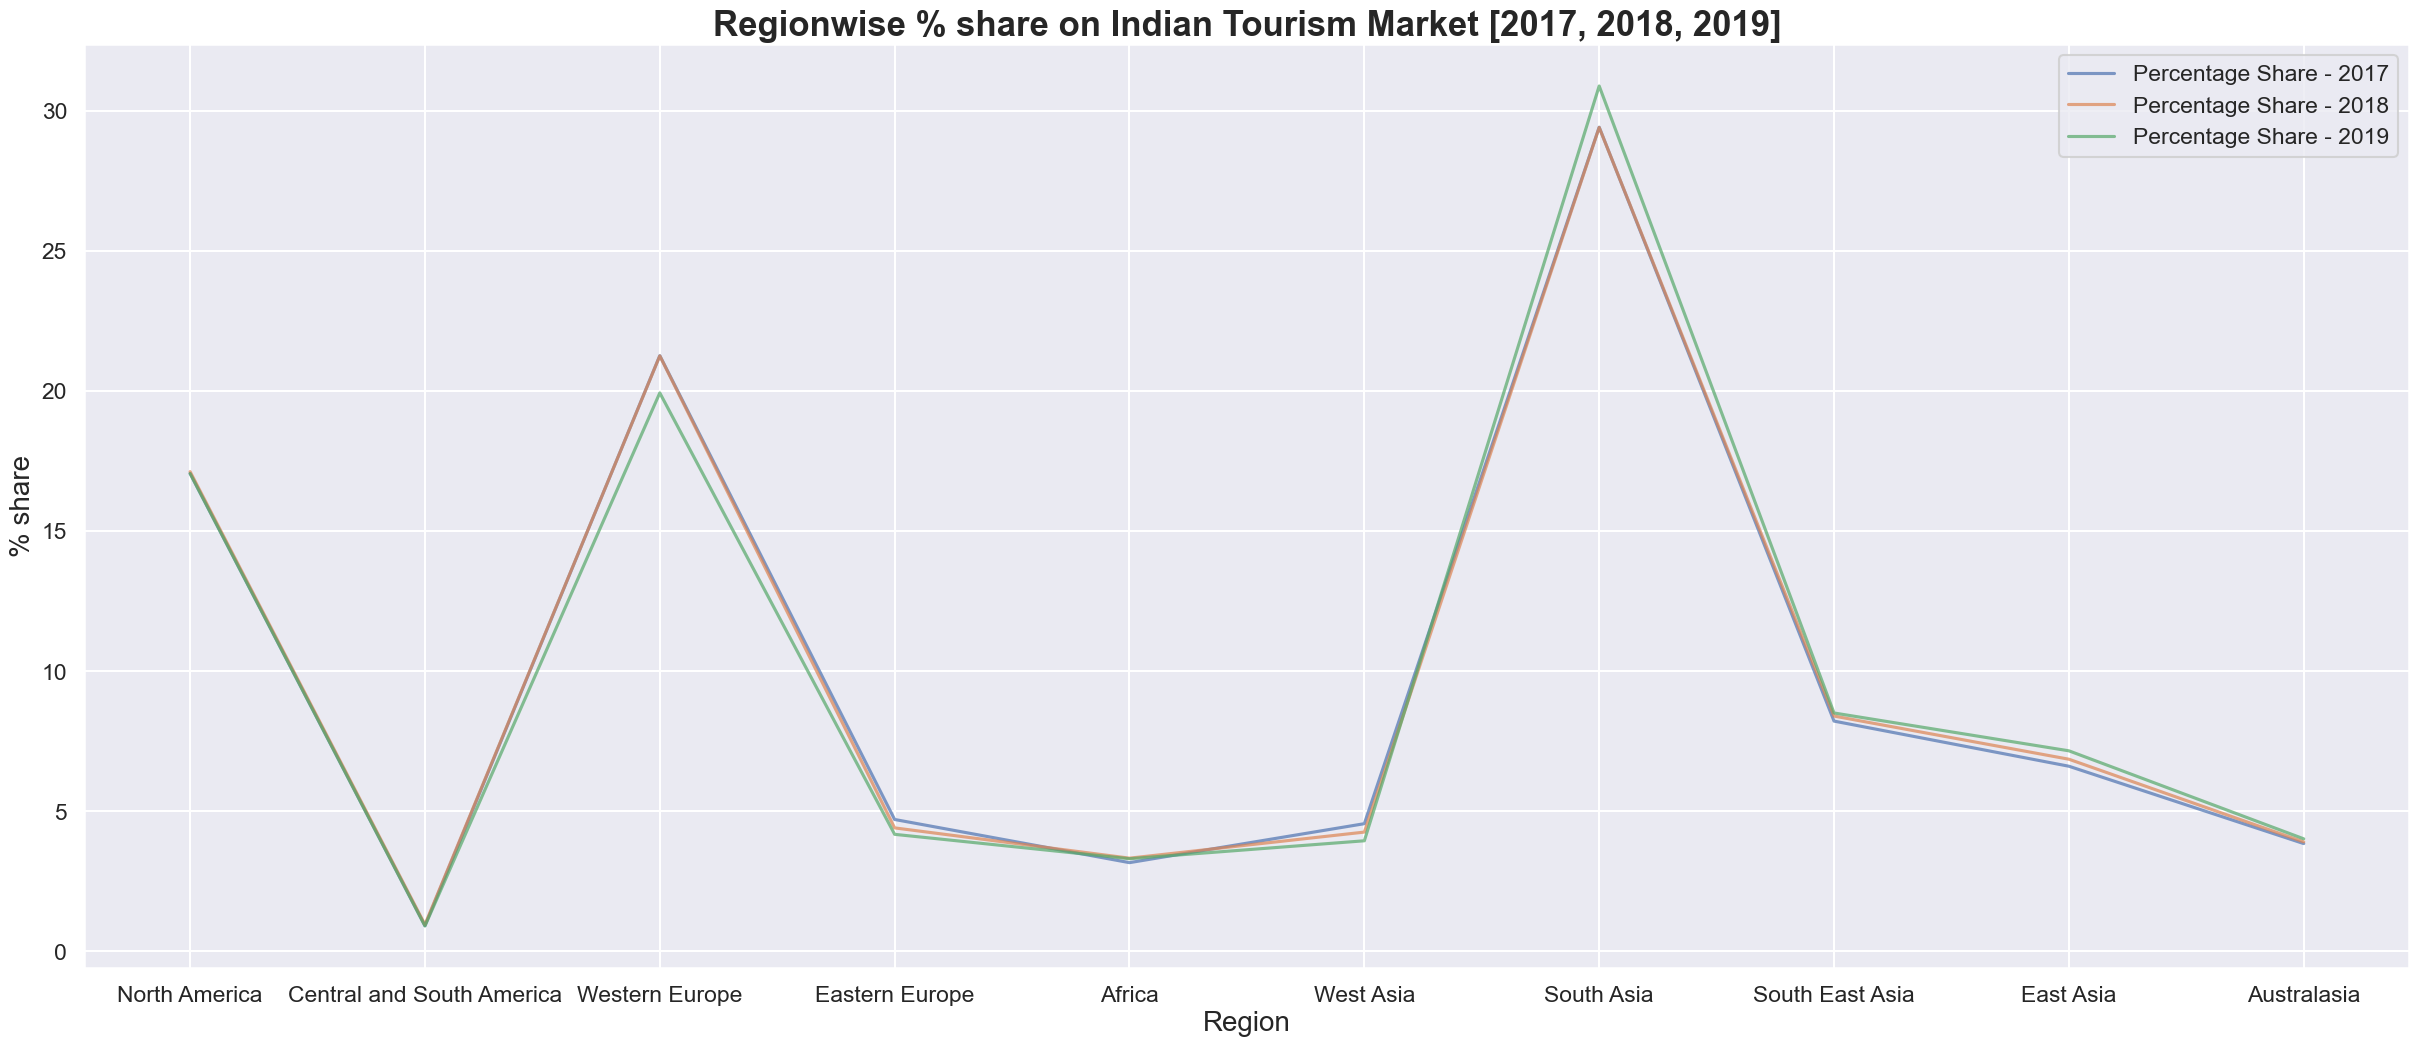 Regionwise % share on Indian Tourism Market [2017, 2018, 2019]
Percentage Share - 2017
Percentage Share - 2018
Percentage Share - 2019
% share
30
25
20
15
10
5
0
North America
Central and South America
Western Europe
Eastern Europe
Africa
West Asia
South Asia
South East Asia
East Asia
Australasia
Region